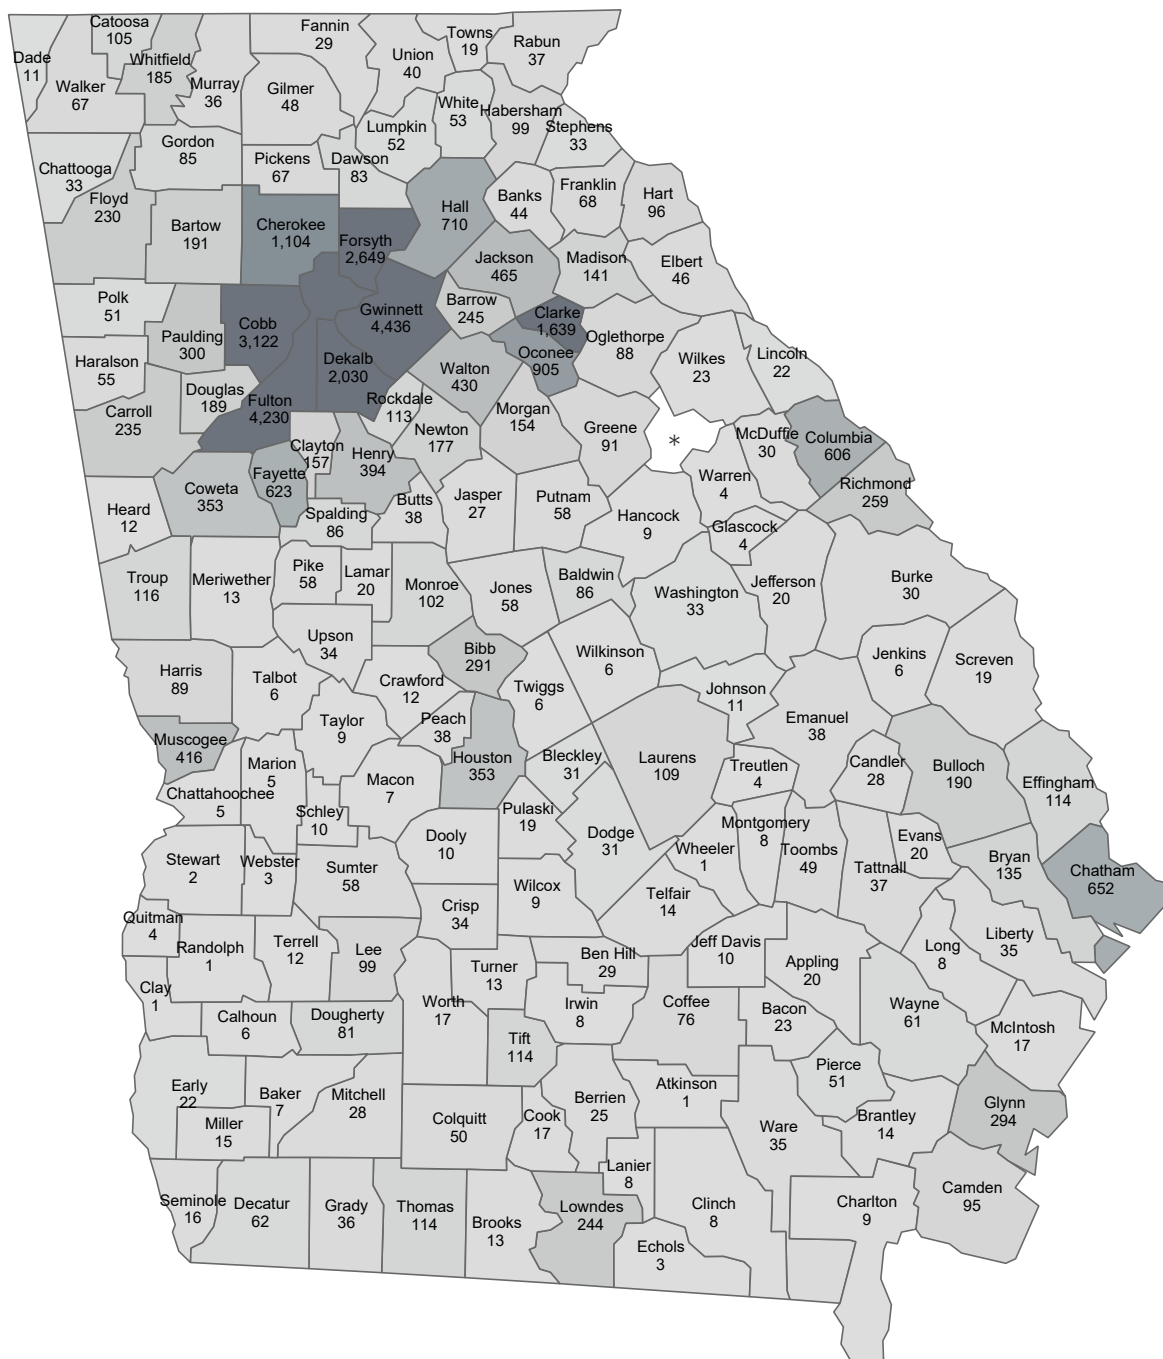 Dade
11
Catoosa
105
Walker
67
Whitfield
185
Murray
36
Fannin
29
Gilmer
48
Union
40
Towns
19
Rabun
37
White
53
Habersham
99
Stephens
33
Lumpkin
52
Chattooga
33
Gordon
85
Pickens
67
Dawson
83
Floyd
230
Bartow
191
Cherokee
1,104
Forsyth
2,649
Hall
710
Banks
44
Franklin
68
Hart
96
Jackson
465
Madison
141
Elbert
46
Polk
51
Paulding
300
Cobb
3,122
Gwinnett
4,436
Barrow
245
Clarke
1,639
Oconee
905
Oglethorpe
88
Wilkes
23
Lincoln
22
Haralson
55
Douglas
189
Carroll
235
Fulton
4,230
Dekalb
2,030
Rockdale
113
Walton
430
Newton
177
Morgan
154
Greene
91
*
McDuffie
30
Columbia
606
Richmond
259
Warren
4
Glascock
4
Clayton
157
Henry
394
Fayette
623
Coweta
353
Heard
12
Spalding
86
Butts
38
Jasper
27
Putnam
58
Hancock
9
Troup
116
Meriwether
13
Pike
58
Lamar
20
Monroe
102
Jones
58
Baldwin
86
Washington
33
Jefferson
20
Burke
30
Upson
34
Bibb
291
Wilkinson
6
Jenkins
6
Screven
19
Harris
89
Talbot
6
Crawford
12
Twiggs
6
Johnson
11
Emanuel
38
Muscogee
416
Taylor
9
Peach
38
Houston
353
Bleckley
31
Laurens
109
Treutlen
4
Candler
28
Bulloch
190
Effingham
114
Chattahoochee
5
Marion
5
Schley
10
Macon
7
Pulaski
19
Dodge
31
Dooly
10
Montgomery
8
Wheeler
1
Toombs
49
Tattnall
37
Evans
20
Bryan
135
Chatham
652
Stewart
2
Webster
3
Sumter
58
Crisp
34
Wilcox
9
Telfair
14
Quitman
4
Randolph
1
Terrell
12
Lee
99
Turner
13
Ben Hill
29
Jeff Davis
10
Appling
20
Long
8
Liberty
35
Clay
1
Calhoun
6
Dougherty
81
Worth
17
Irwin
8
Coffee
76
Bacon
23
Wayne
61
McIntosh
17
Tift
114
Pierce
51
Early
22
Baker
7
Mitchell
28
Miller
15
Colquitt
50
Cook
17
Berrien
25
Atkinson
1
Ware
35
Brantley
14
Glynn
294
Seminole
16
Decatur
62
Grady
36
Thomas
114
Brooks
13
Lowndes
244
Lanier
8
Clinch
8
Echols
3
Charlton
9
Camden
95